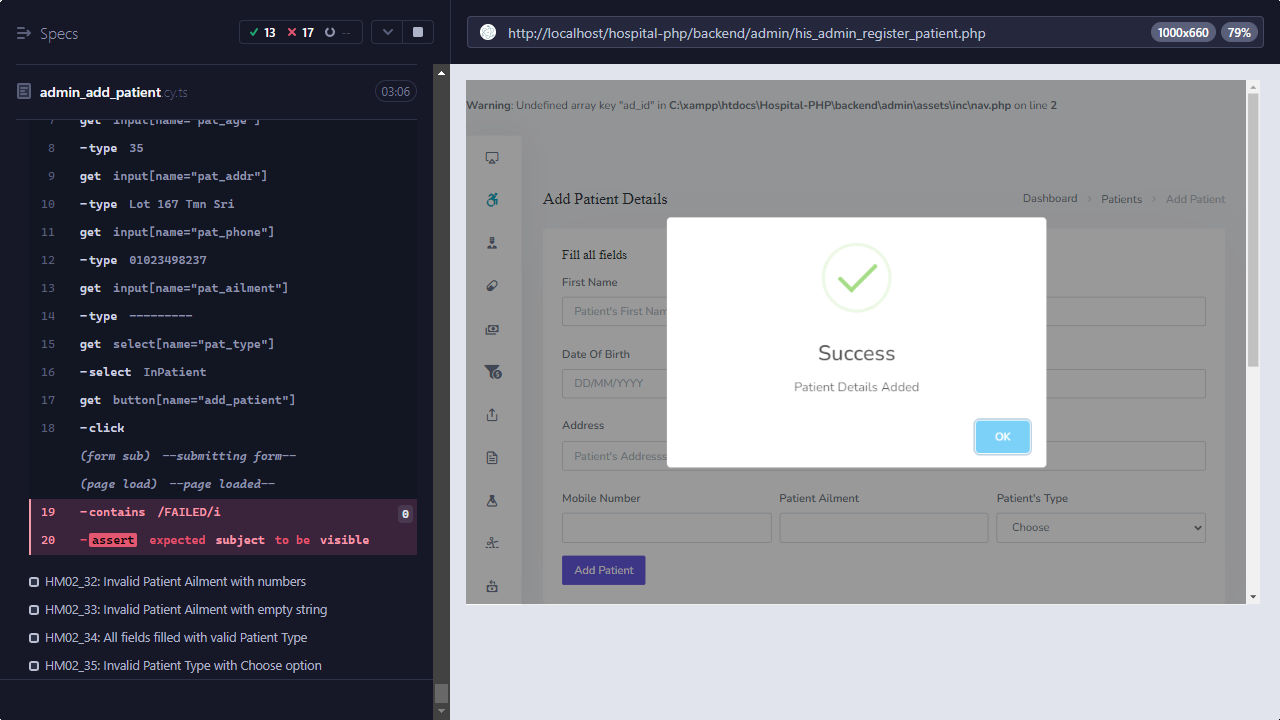 Specs
13 17 --
admin_add_patient.cy.ts
03:06
7 get input[name="pat_age"]
8 -type 35
9 get input[name="pat_addr"]
10 -type Lot 167 Tmn Sri
11 get input[name="pat_phone"]
12 -type 01023498237
13 get input[name="pat_ailment"]
14 -type ---------
15 get select[name="pat_type"]
16 -select InPatient
17 get button[name="add_patient"]
18 -click
(form sub) --submitting form--
(page load) --page loaded--
19 -contains /FAILED/i 0
20 -assert expected subject to be visible
HM02_32: Invalid Patient Ailment with numbers
HM02_33: Invalid Patient Ailment with empty string
HM02_34: All fields filled with valid Patient Type
HM02_35: Invalid Patient Type with Choose option
http://localhost/hospital-php/backend/admin/his_admin_register_patient.php
1000x660 79%
Warning: Undefined array key "ad_id" in C:\xampp\htdocs\Hospital-PHP\backend\admin\assets\inc\nav.php on line 2
Add Patient Details
Dashboard > Patients > Add Patient
Fill all fields
First Name
Patient's First Nam
Date Of Birth
DD/MM/YYYY
Address
Patient's Addresss
Success
Patient Details Added
OK
Mobile Number Patient Ailment Patient's Type
Choose
Add Patient